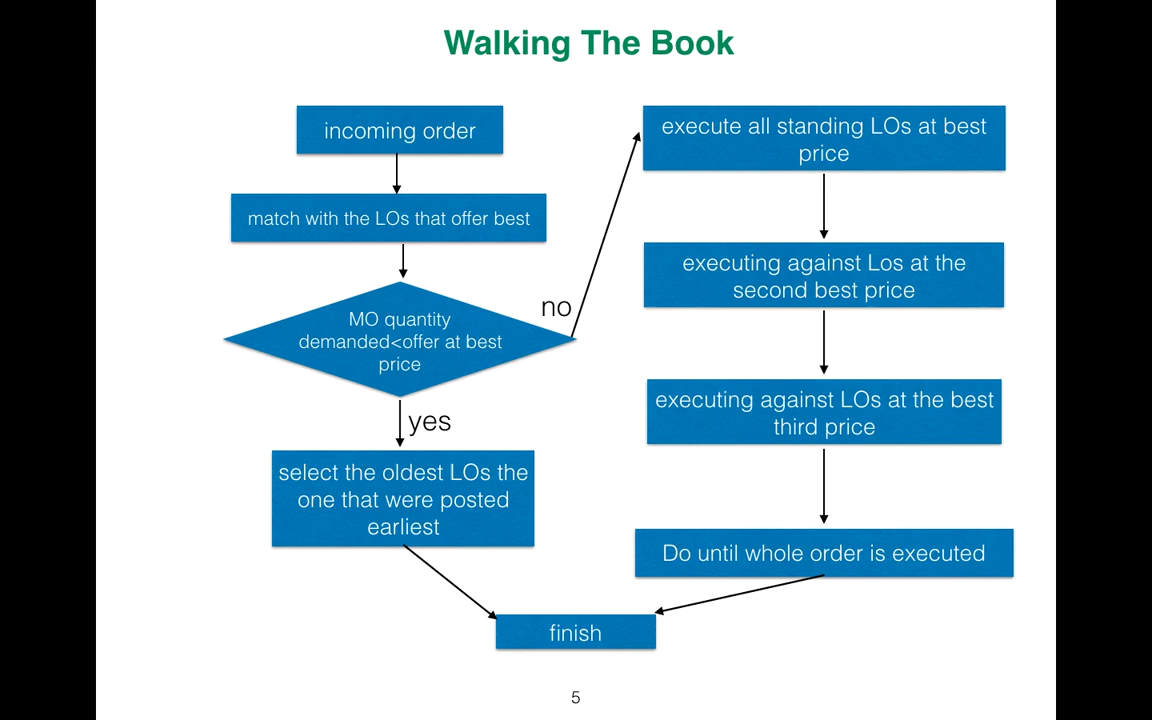 Walking The Book
incoming order
match with the LOs that offer best
MO quantity
demanded<offer at best
price
no
yes
select the oldest LOs the
one that were posted
earliest
execute all standing LOs at best
price
executing against Los at the
second best price
executing against LOs at the best
third price
Do until whole order is executed
finish
5